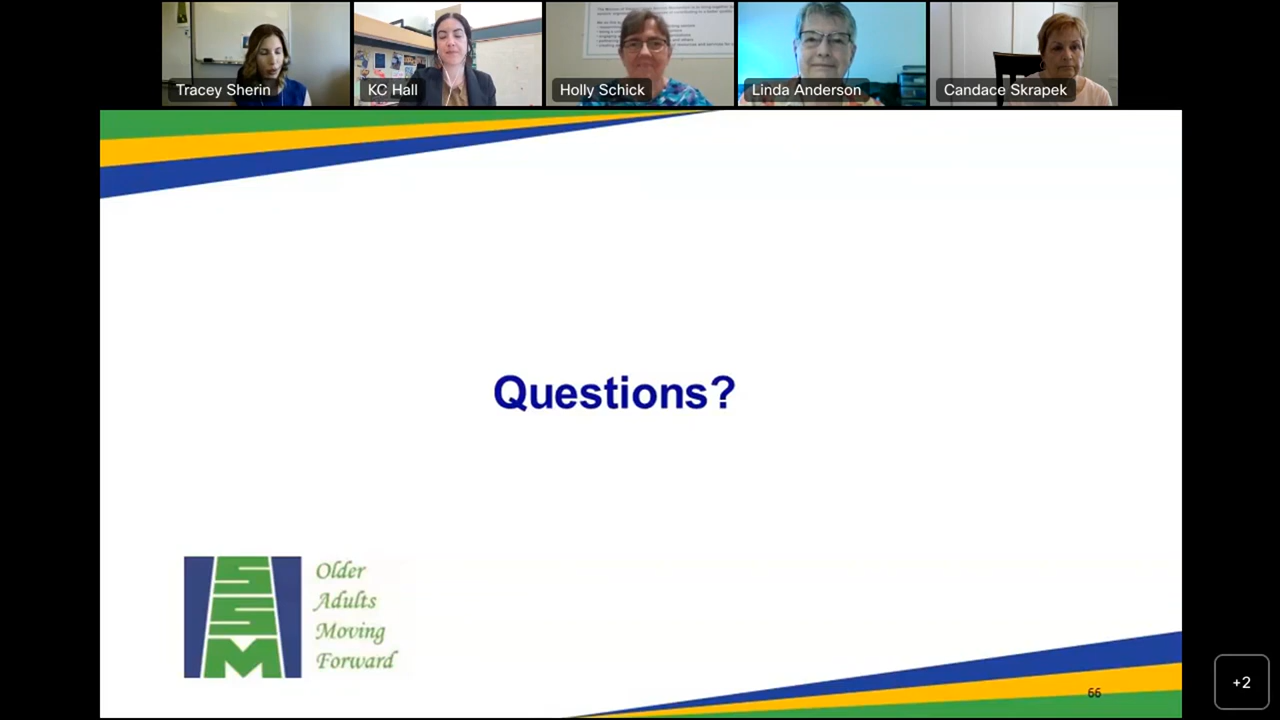 Tracey Sherin
KC Hall
Holly Schick
Linda Anderson
Candace Skrapek
Questions?
SSM
Older
Adults
Moving
Forward
66
+2